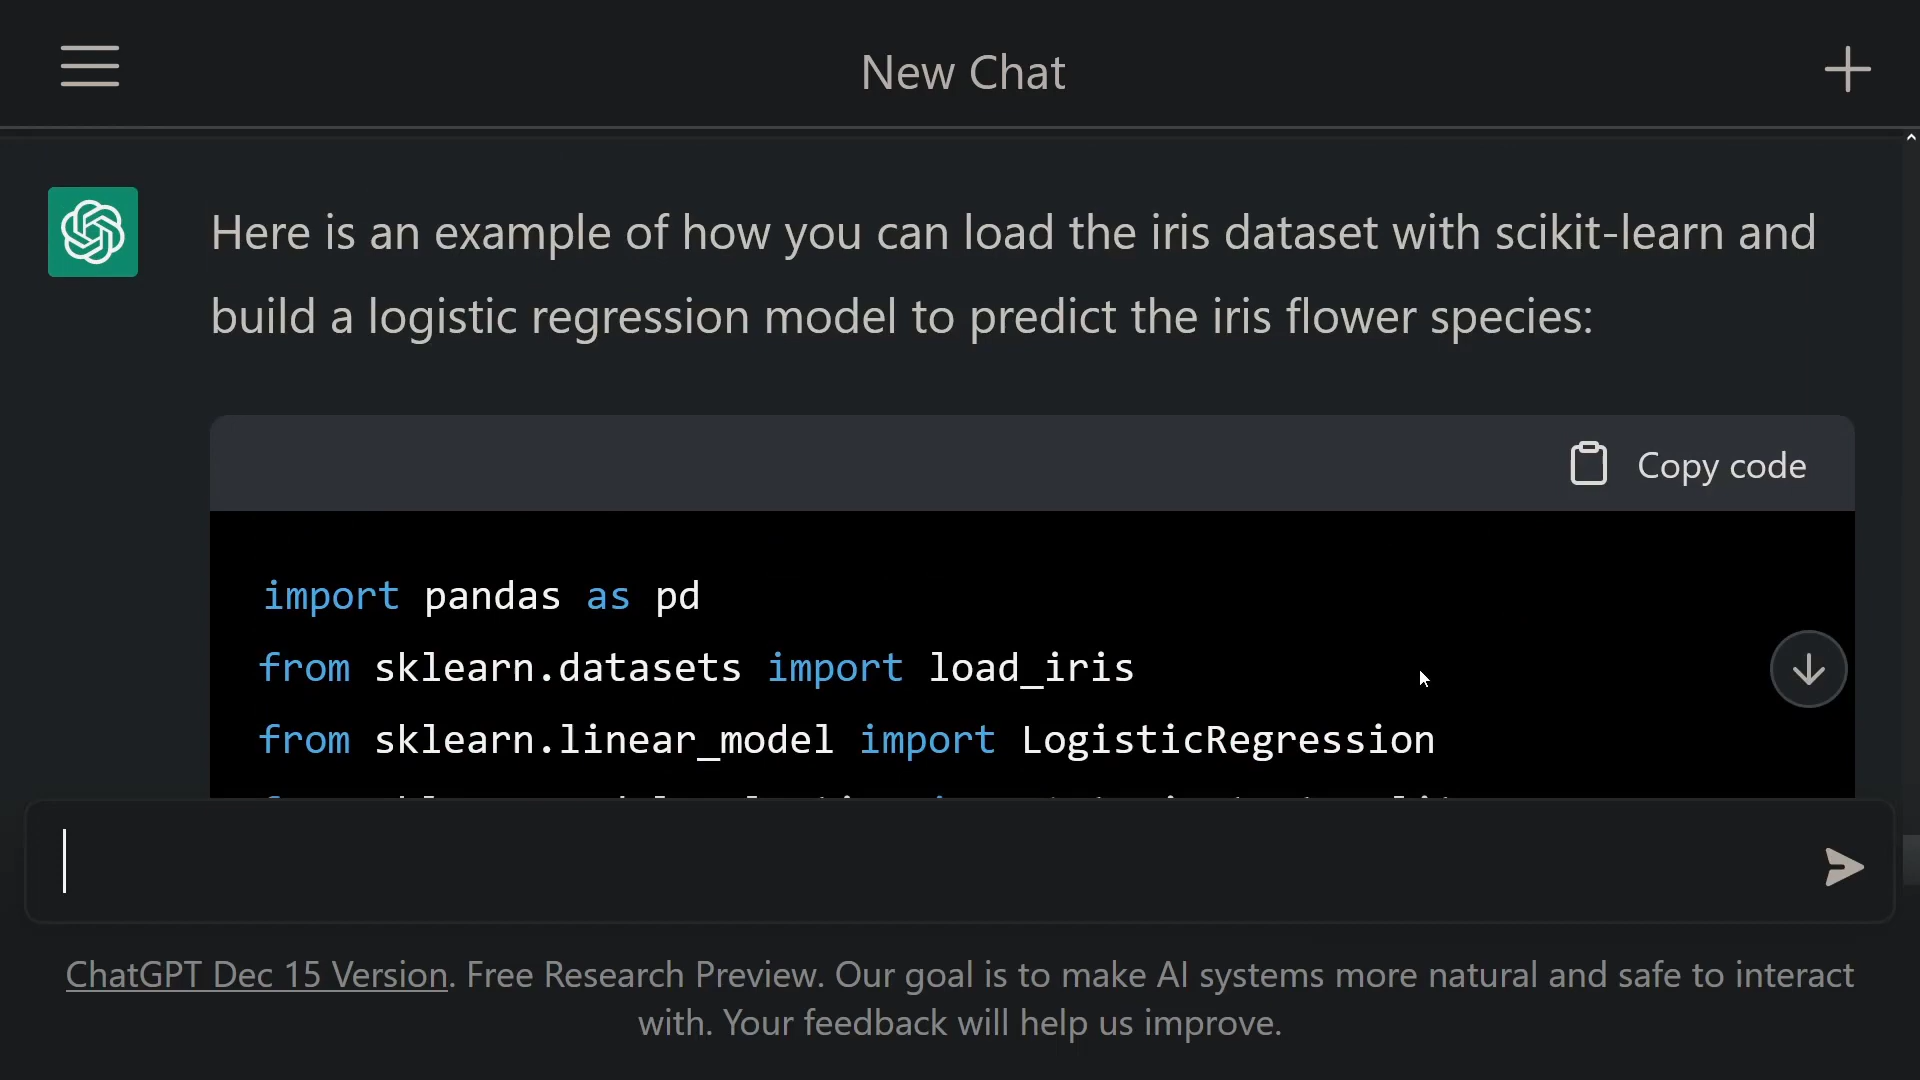 New Chat
Here is an example of how you can load the iris dataset with scikit-learn and
build a logistic regression model to predict the iris flower species:
Copy code
import pandas as pd
from sklearn.datasets import load_iris
from sklearn.linear_model import LogisticRegression
ChatGPT Dec 15 Version. Free Research Preview. Our goal is to make AI systems more natural and safe to interact
with. Your feedback will help us improve.